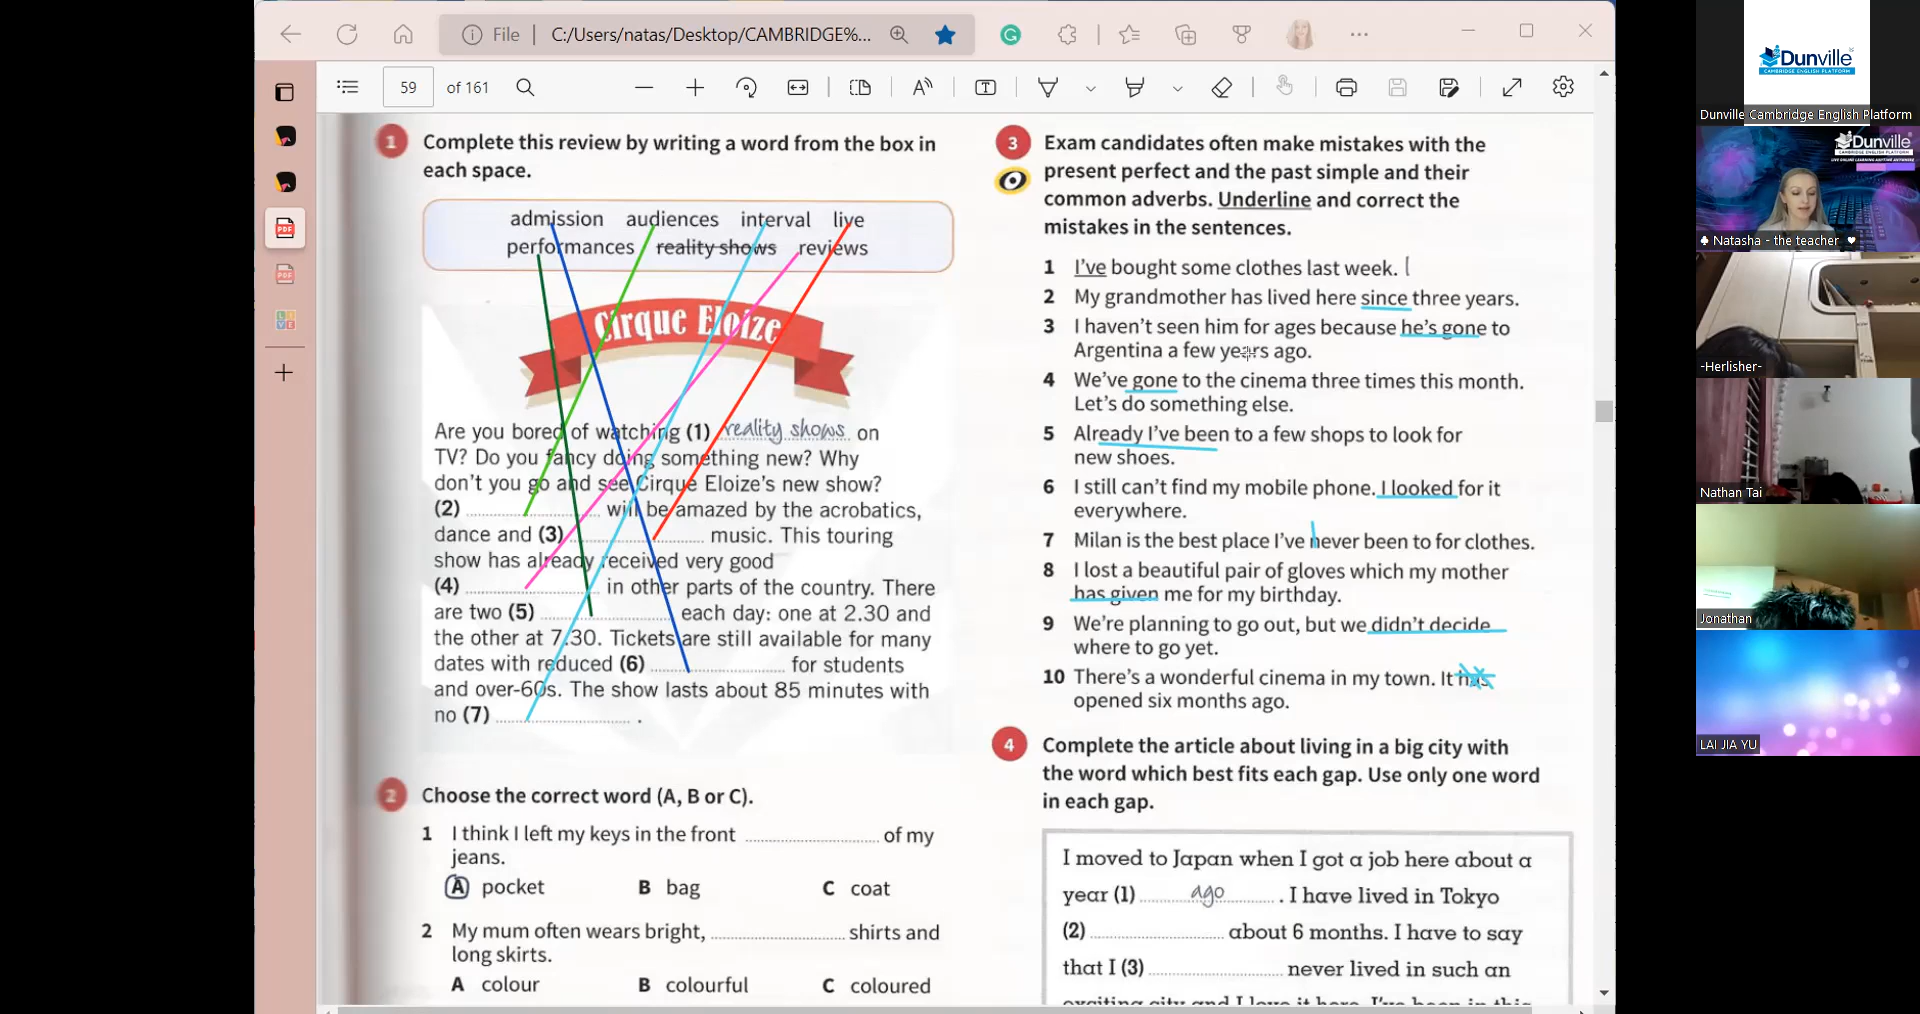 File
C:/Users/natas/Desktop/CAMBRIDGE%...
59 of 161
1 Complete this review by writing a word from the box in
each space.
admission audiences interval live
performances reality shows reviews
Cirque Eloize
Are you bored of watching (1) reality shows on
TV? Do you fancy doing something new? Why
don't you go and see Cirque Eloize's new show?
(2) will be amazed by the acrobatics,
dance and (3) music. This touring
show has already received very good
(4) in other parts of the country. There
are two (5) each day: one at 2.30 and
the other at 7.30. Tickets are still available for many
dates with reduced (6) for students
and over-60s. The show lasts about 85 minutes with
no (7) .
2 Choose the correct word (A, B or C).
1 I think I left my keys in the front of my
jeans.
A pocket B bag C coat
2 My mum often wears bright, shirts and
long skirts.
A colour B colourful C coloured
3 Exam candidates often make mistakes with the
present perfect and the past simple and their
common adverbs. Underline and correct the
mistakes in the sentences.
1 I've bought some clothes last week.
2 My grandmother has lived here since three years.
3 I haven't seen him for ages because he's gone to
Argentina a few years ago.
4 We've gone to the cinema three times this month.
Let's do something else.
5 Already I've been to a few shops to look for
new shoes.
6 I still can't find my mobile phone. I looked for it
everywhere.
7 Milan is the best place I've never been to for clothes.
8 I lost a beautiful pair of gloves which my mother
has given me for my birthday.
9 We're planning to go out, but we didn't decide
where to go yet.
10 There's a wonderful cinema in my town. It has
opened six months ago.
4 Complete the article about living in a big city with
the word which best fits each gap. Use only one word
in each gap.
I moved to Japan when I got a job here about a
year (1) ago . I have lived in Tokyo
(2) about 6 months. I have to say
that I (3) never lived in such an
exciting city and I love it here. I've been in this
Dunville
CAMBRIDGE ENGLISH PLATFORM
Dunville Cambridge English Platform
Dunville
CAMBRIDGE ENGLISH PLATFORM
Natasha - the teacher
-Herlisher-
Nathan Tai
Jonathan
LAI JIA YU